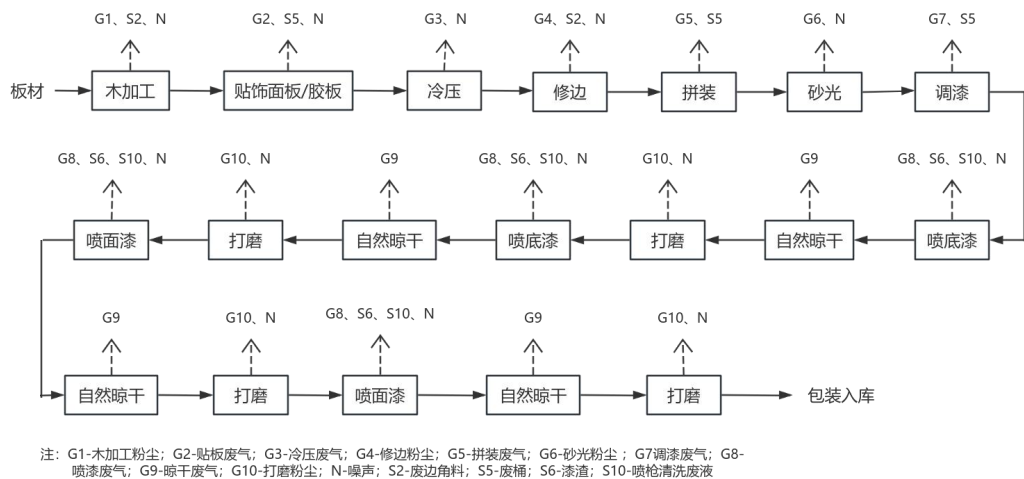 G1、S2、N
G2、S5、N
G3、N
G4、S2、N
G5、S5
G6、N
G7、S5
板材
木加工
贴饰面板/胶板
冷压
修边
拼装
砂光
调漆
G8、S6、S10、N
G10、N
G9
G8、S6、S10、N
G10、N
G9
G8、S6、S10、N
喷面漆
打磨
自然晾干
喷底漆
打磨
自然晾干
喷底漆
G9
G10、N
G8、S6、S10、N
G9
G10、N
自然晾干
打磨
喷面漆
自然晾干
打磨
包装入库
注：G1-木加工粉尘；G2-贴板废气；G3-冷压废气；G4-修边粉尘；G5-拼装废气；G6-砂光粉尘 ；G7调漆废气；G8-
喷漆废气；G9-晾干废气；G10-打磨粉尘；N-噪声；S2-废边角料；S5-废桶；S6-漆渣；S10-喷枪清洗废液